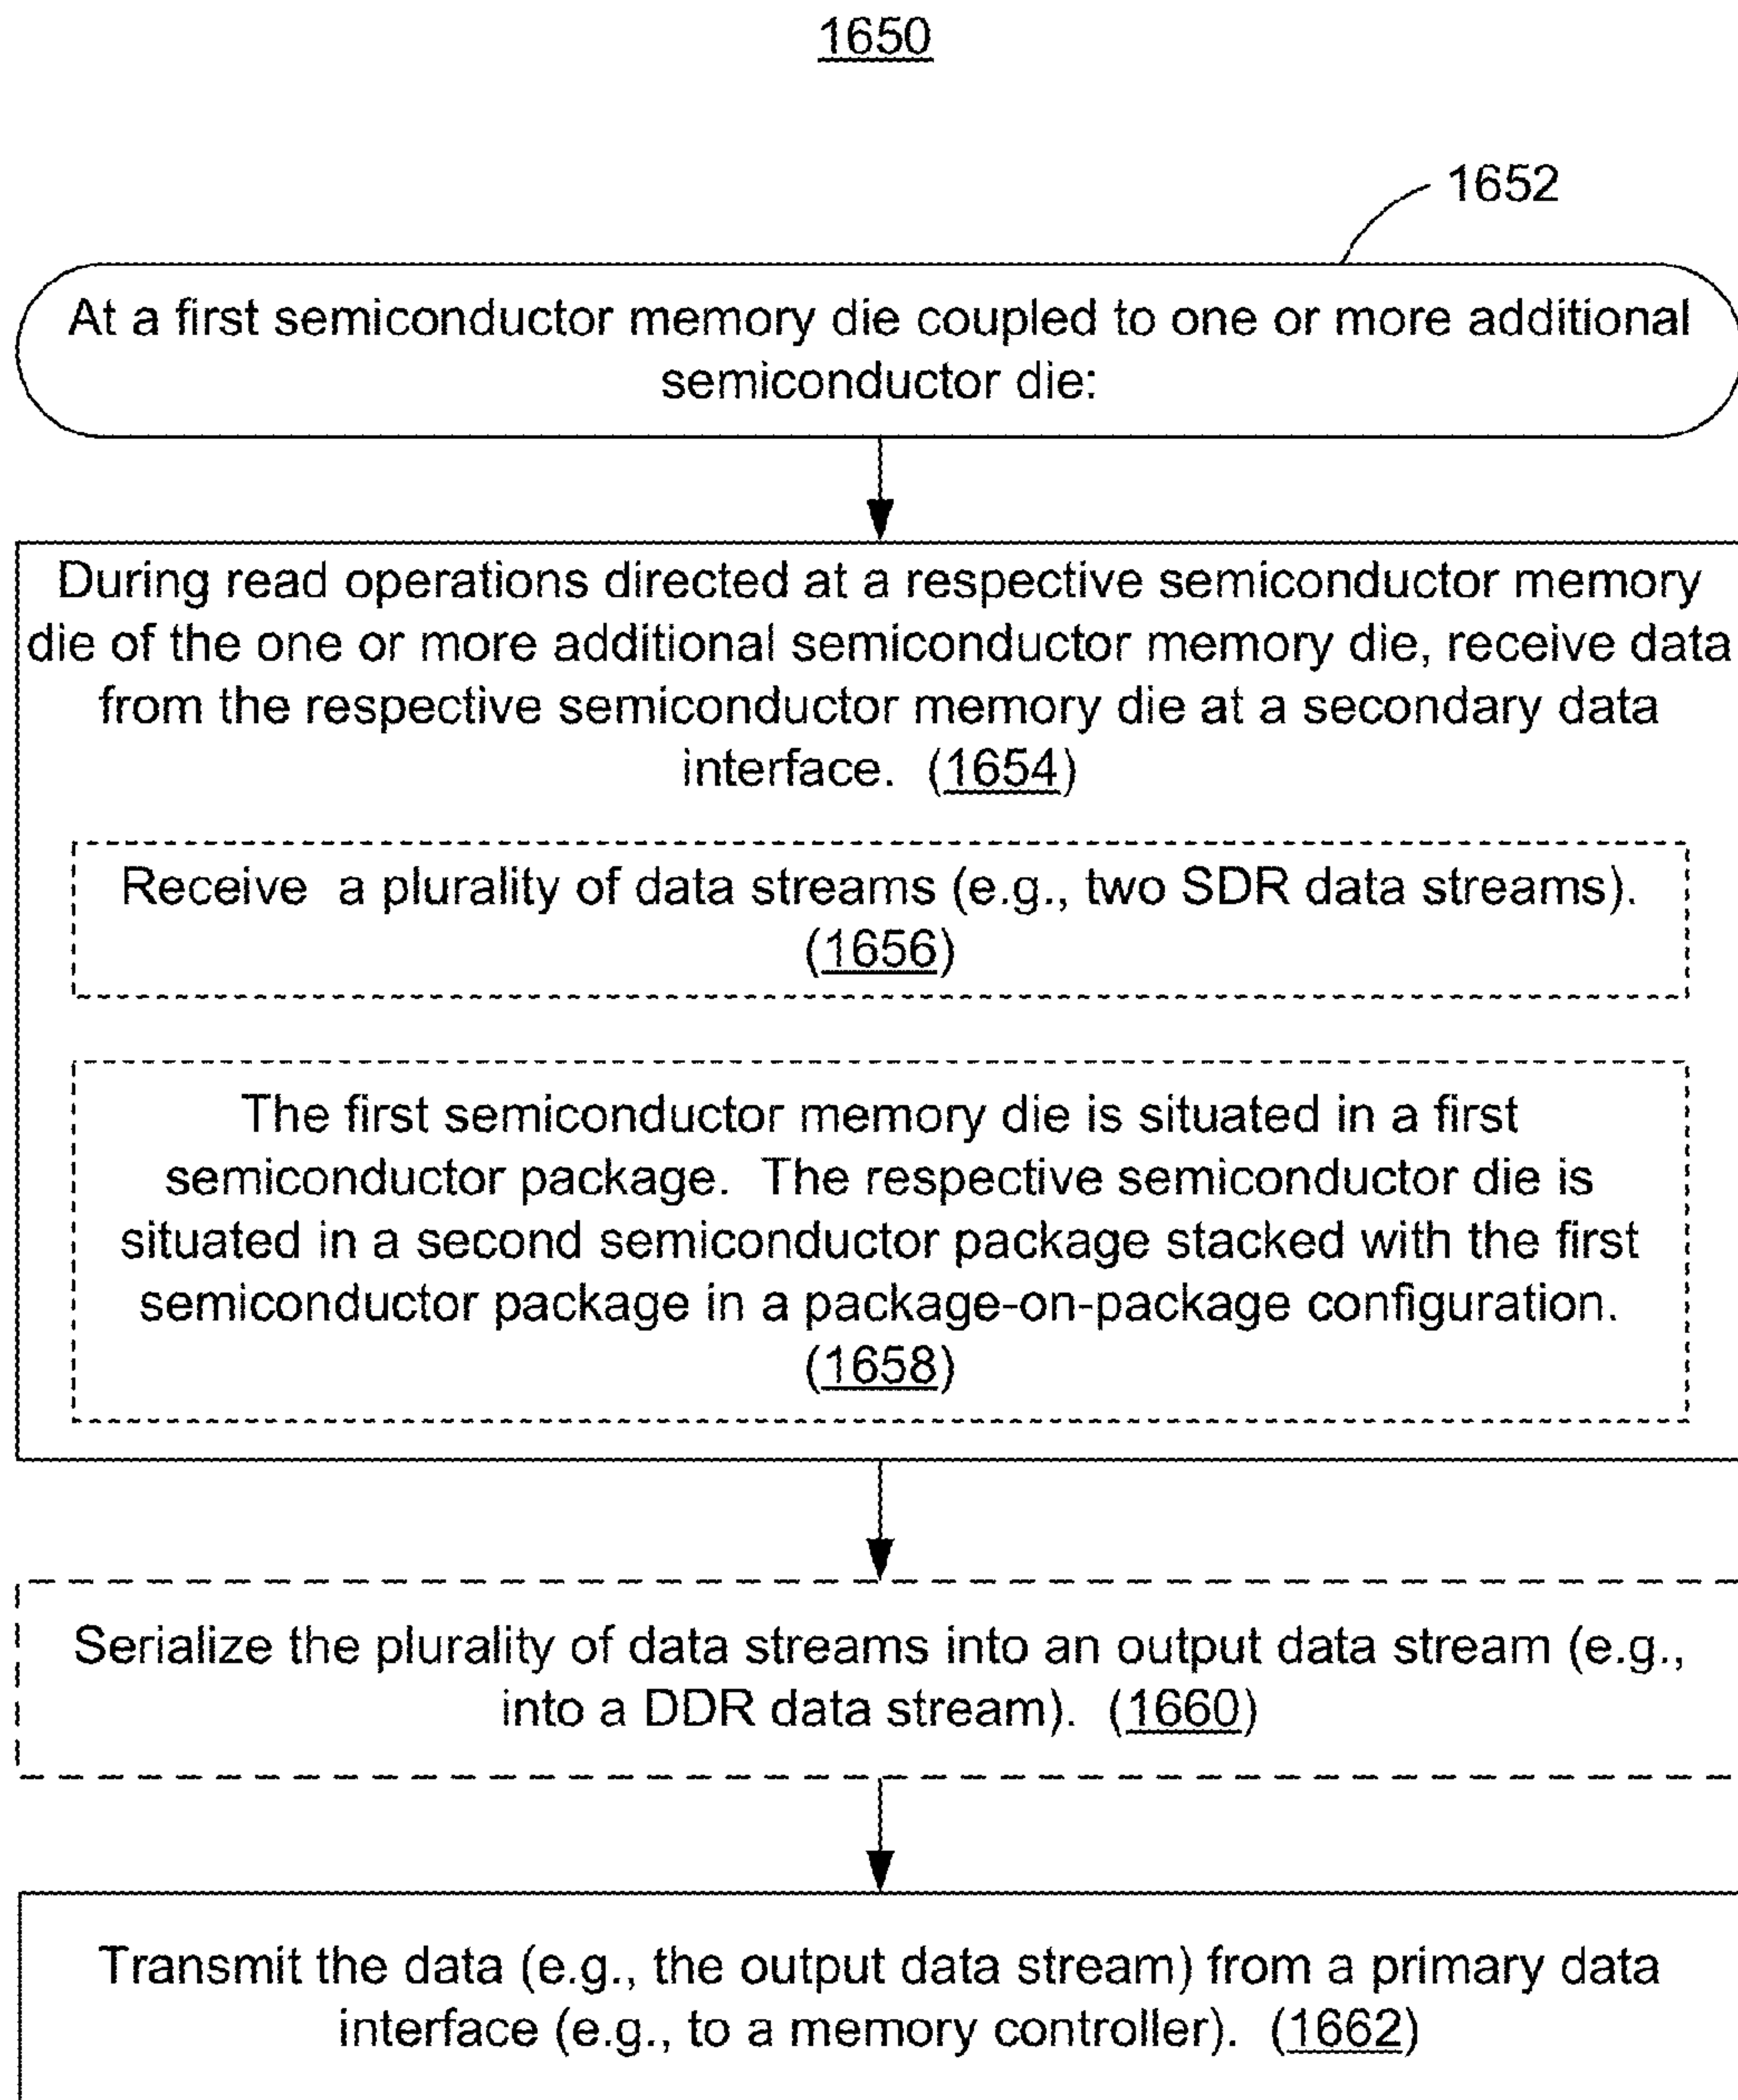 1650
1652
At a first semiconductor memory die coupled to one or more additional
semiconductor die:
During read operations directed at a respective semiconductor memory
die of the one or more additional semiconductor memory die, receive data
from the respective semiconductor memory die at a secondary data
interface. (1654)
Receive a plurality of data streams (e.g., two SDR data streams).
(1656)
The first semiconductor memory die is situated in a first
semiconductor package. The respective semiconductor die is
situated in a second semiconductor package stacked with the first
semiconductor package in a package-on-package configuration.
(1658)
Serialize the plurality of data streams into an output data stream (e.g.,
into a DDR data stream). (1660)
Transmit the data (e.g., the output data stream) from a primary data
interface (e.g., to a memory controller). (1662)